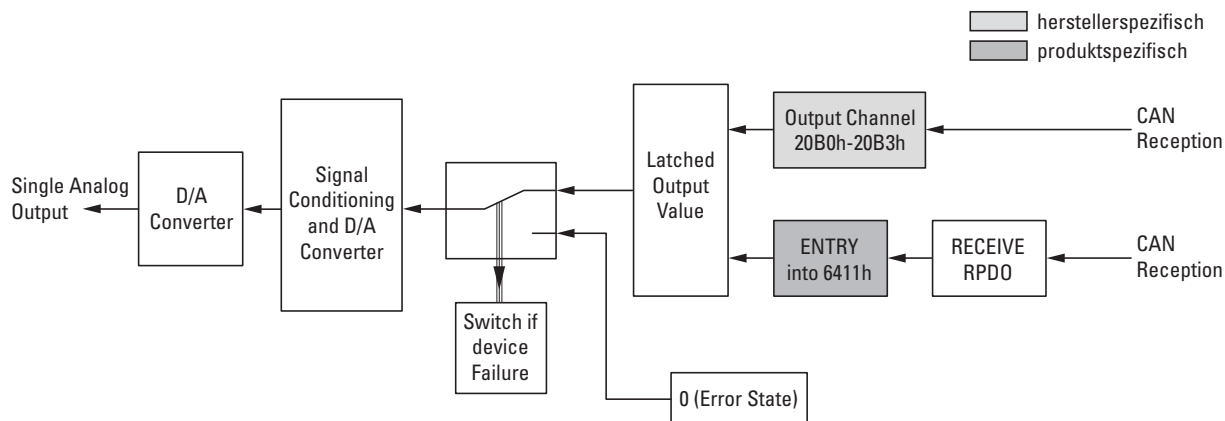 herstellerspezifisch
produktspezifisch
Output Channel
20B0h-20B3h
CAN
Reception
Latched
Output
Value
Signal
Conditioning
and D/A
Converter
D/A
Converter
Single Analog
Output
ENTRY
into 6411h
RECEIVE
RPDO
CAN
Reception
Switch if
device
Failure
0 (Error State)